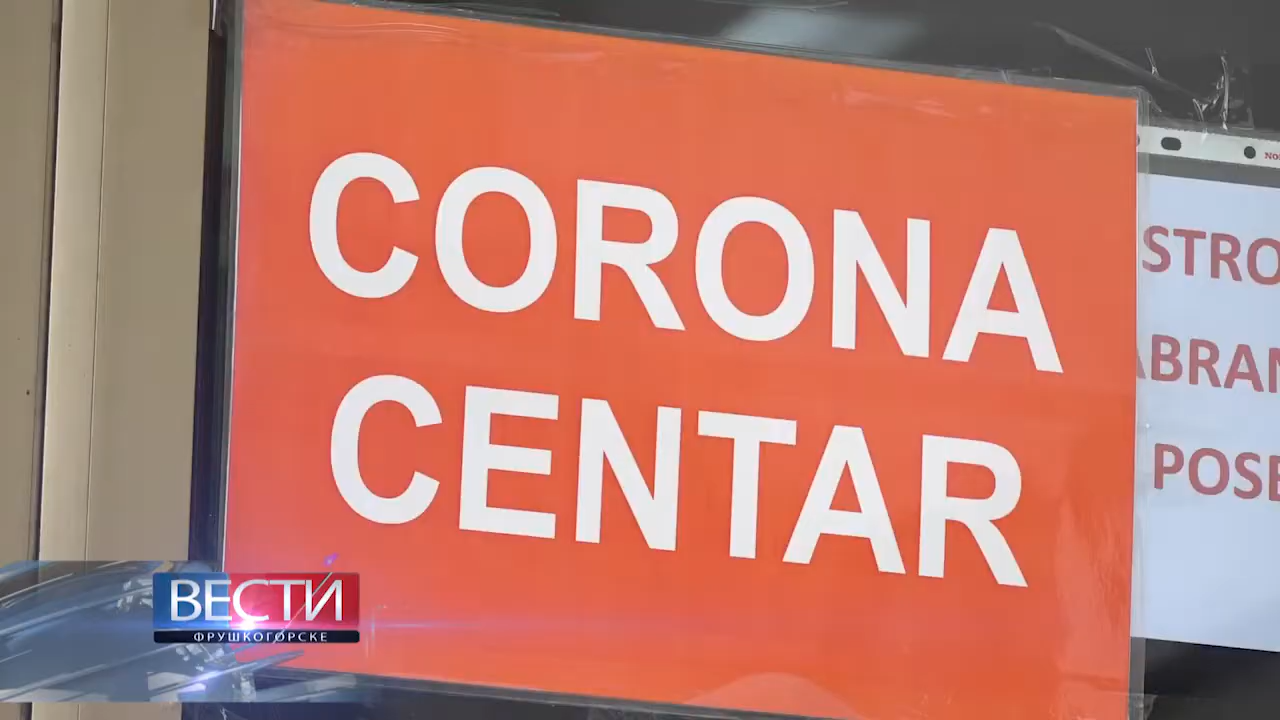 CORONA
CENTAR
STRO
ABRAN
POSE
ВЕСТИ
ФРУШКОГОРСКЕ